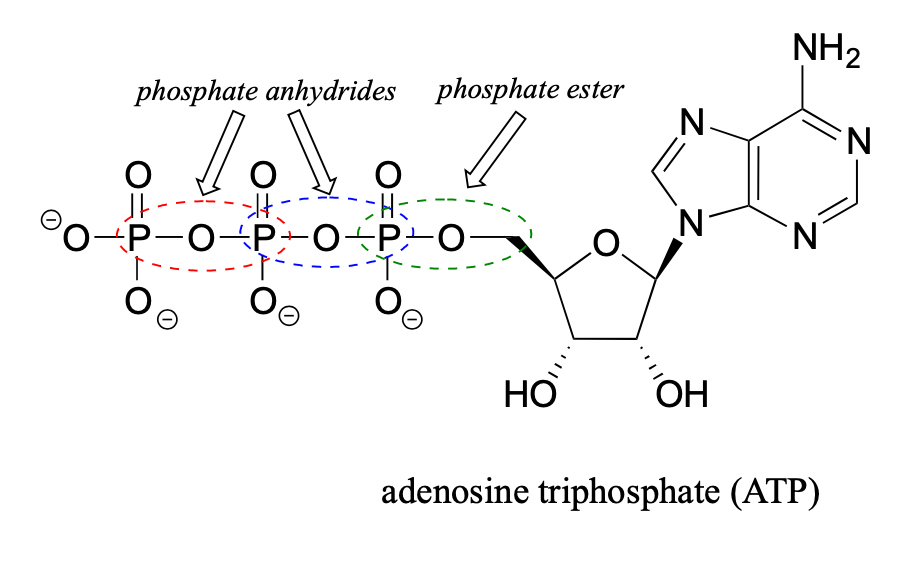 NH2
phosphate anhydrides phosphate ester
N N
O O O
⊖O P O P O P O O N N
O⊖ O⊖ O⊖
HO OH
adenosine triphosphate (ATP)